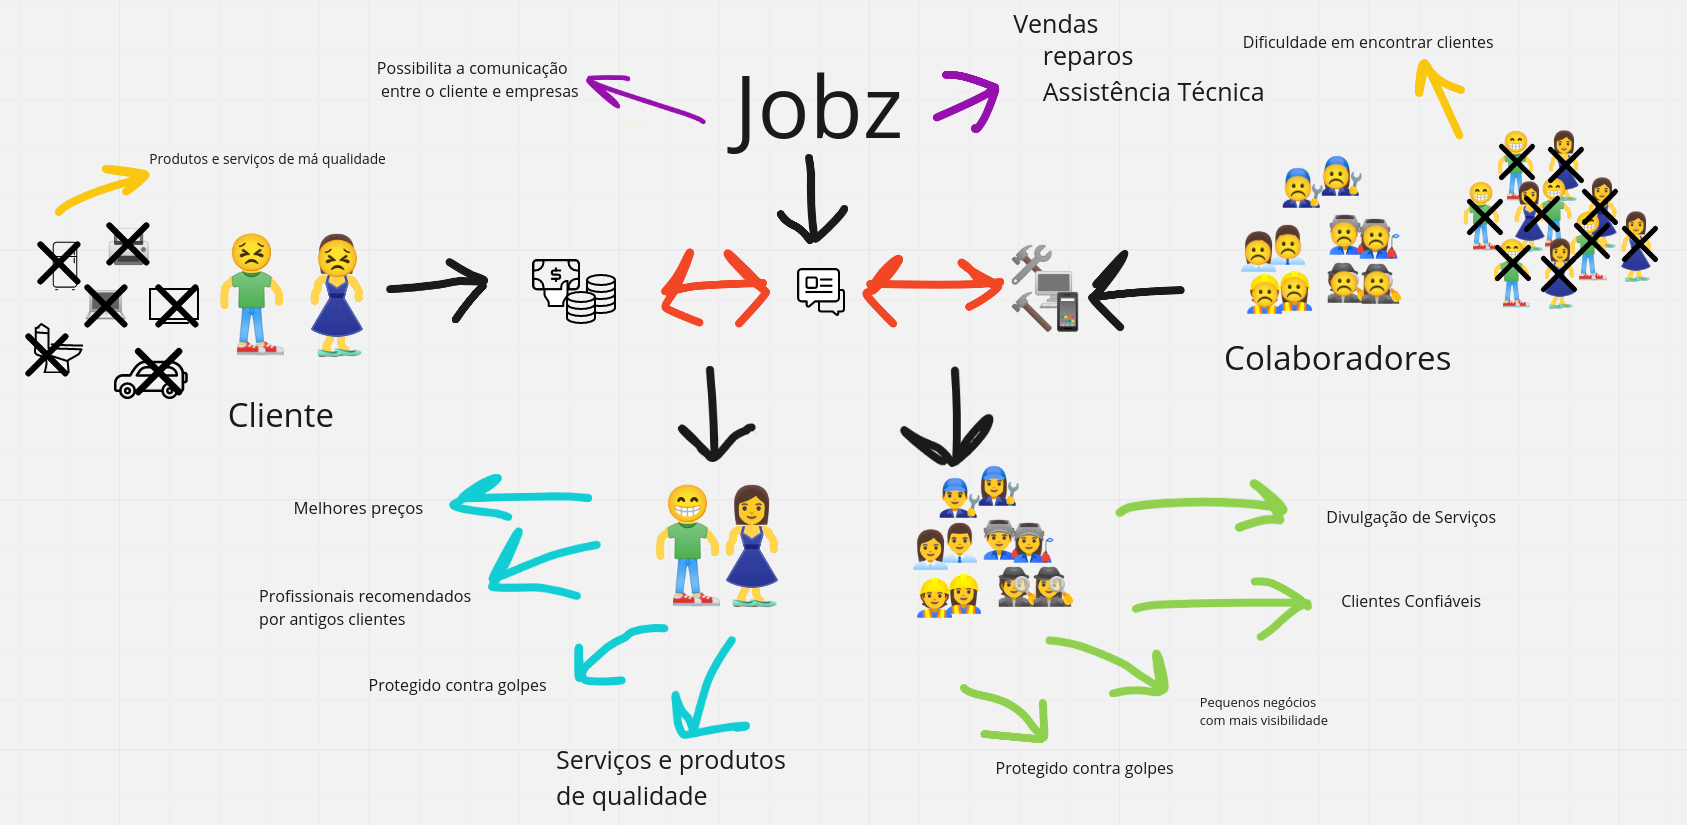 Vendas
reparos
Assistência Técnica
Dificuldade em encontrar clientes
Possibilita a comunicação
entre o cliente e empresas
Jobz
Produtos e serviços de má qualidade
$
Cliente
Colaboradores
Melhores preços
Profissionais recomendados
por antigos clientes
Protegido contra golpes
Serviços e produtos
de qualidade
Divulgação de Serviços
Clientes Confiáveis
Pequenos negócios
com mais visibilidade
Protegido contra golpes